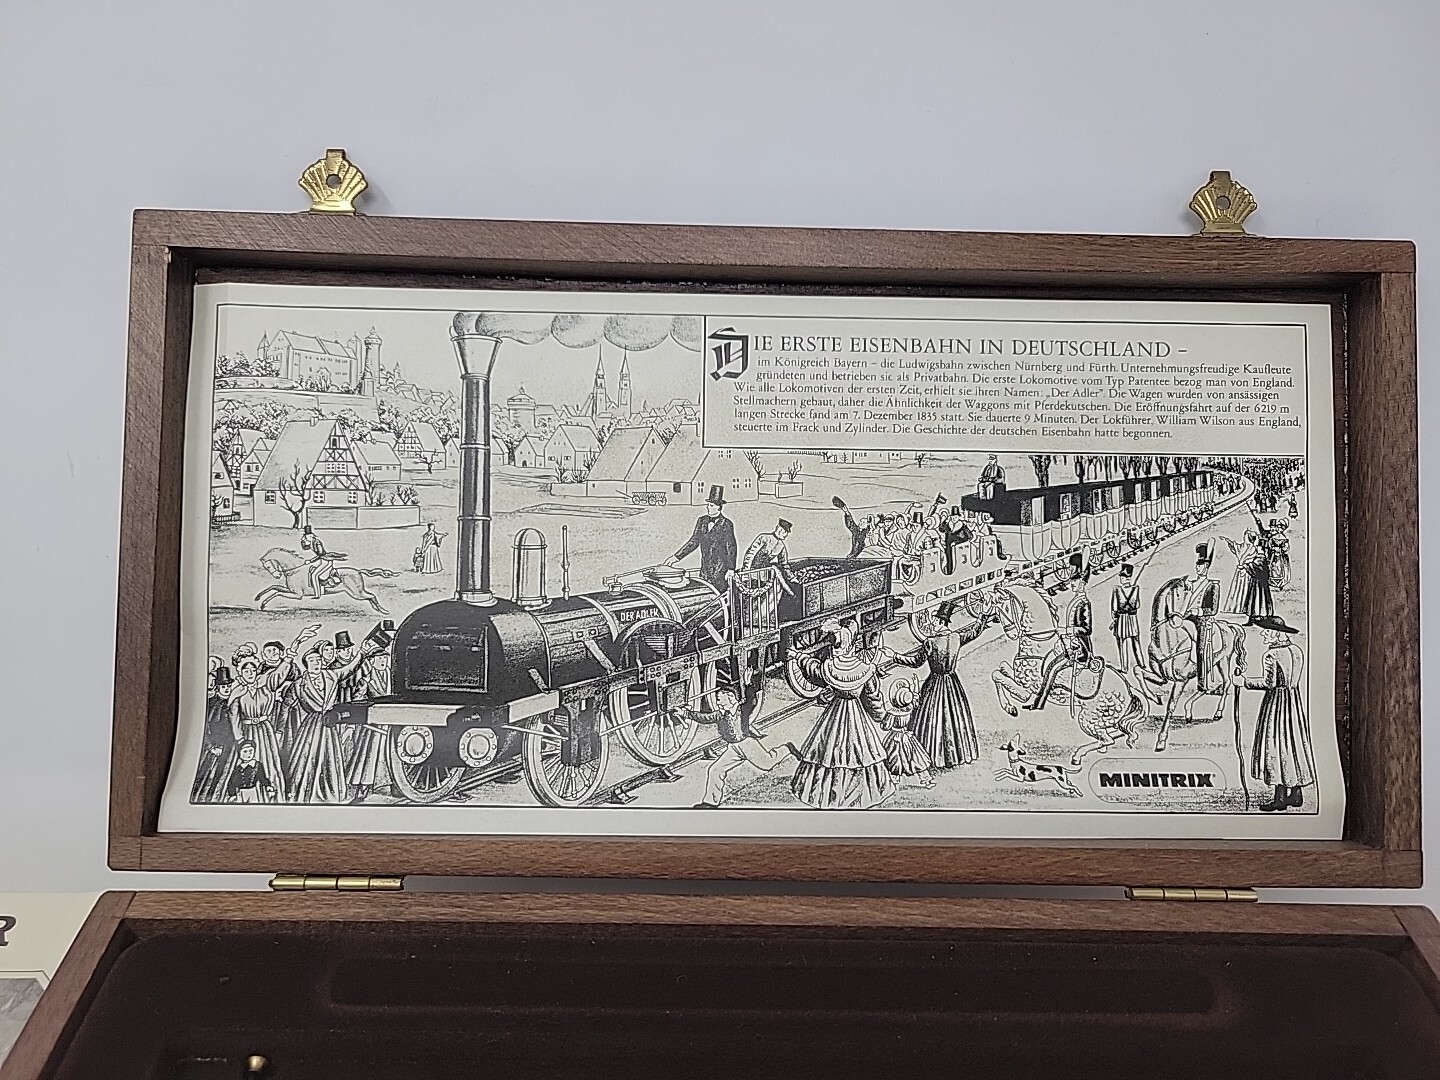 DIE ERSTE EISENBAHN IN DEUTSCHLAND –
im Königreich Bayern – die Ludwigsbahn zwischen Nürnberg und Fürth. Unternehmungsfreudige Kaufleute
gründeten und betrieben sie als Privatbahn. Die erste Lokomotive vom Typ Patentee bezog man von England.
Wie alle Lokomotiven der ersten Zeit, erhielt sie ihren Namen: „Der Adler". Die Wagen wurden von ansässigen
Stellmachern gebaut, daher die Ähnlichkeit der Waggons mit Pferdekutschen. Die Eröffnungsfahrt auf der 6219 m
langen Strecke fand am 7. Dezember 1835 statt. Sie dauerte 9 Minuten. Der Lokführer, William Wilson aus England,
steuerte im Frack und Zylinder. Die Geschichte der deutschen Eisenbahn hatte begonnen.
DER ADLER
MINITRIX®
R